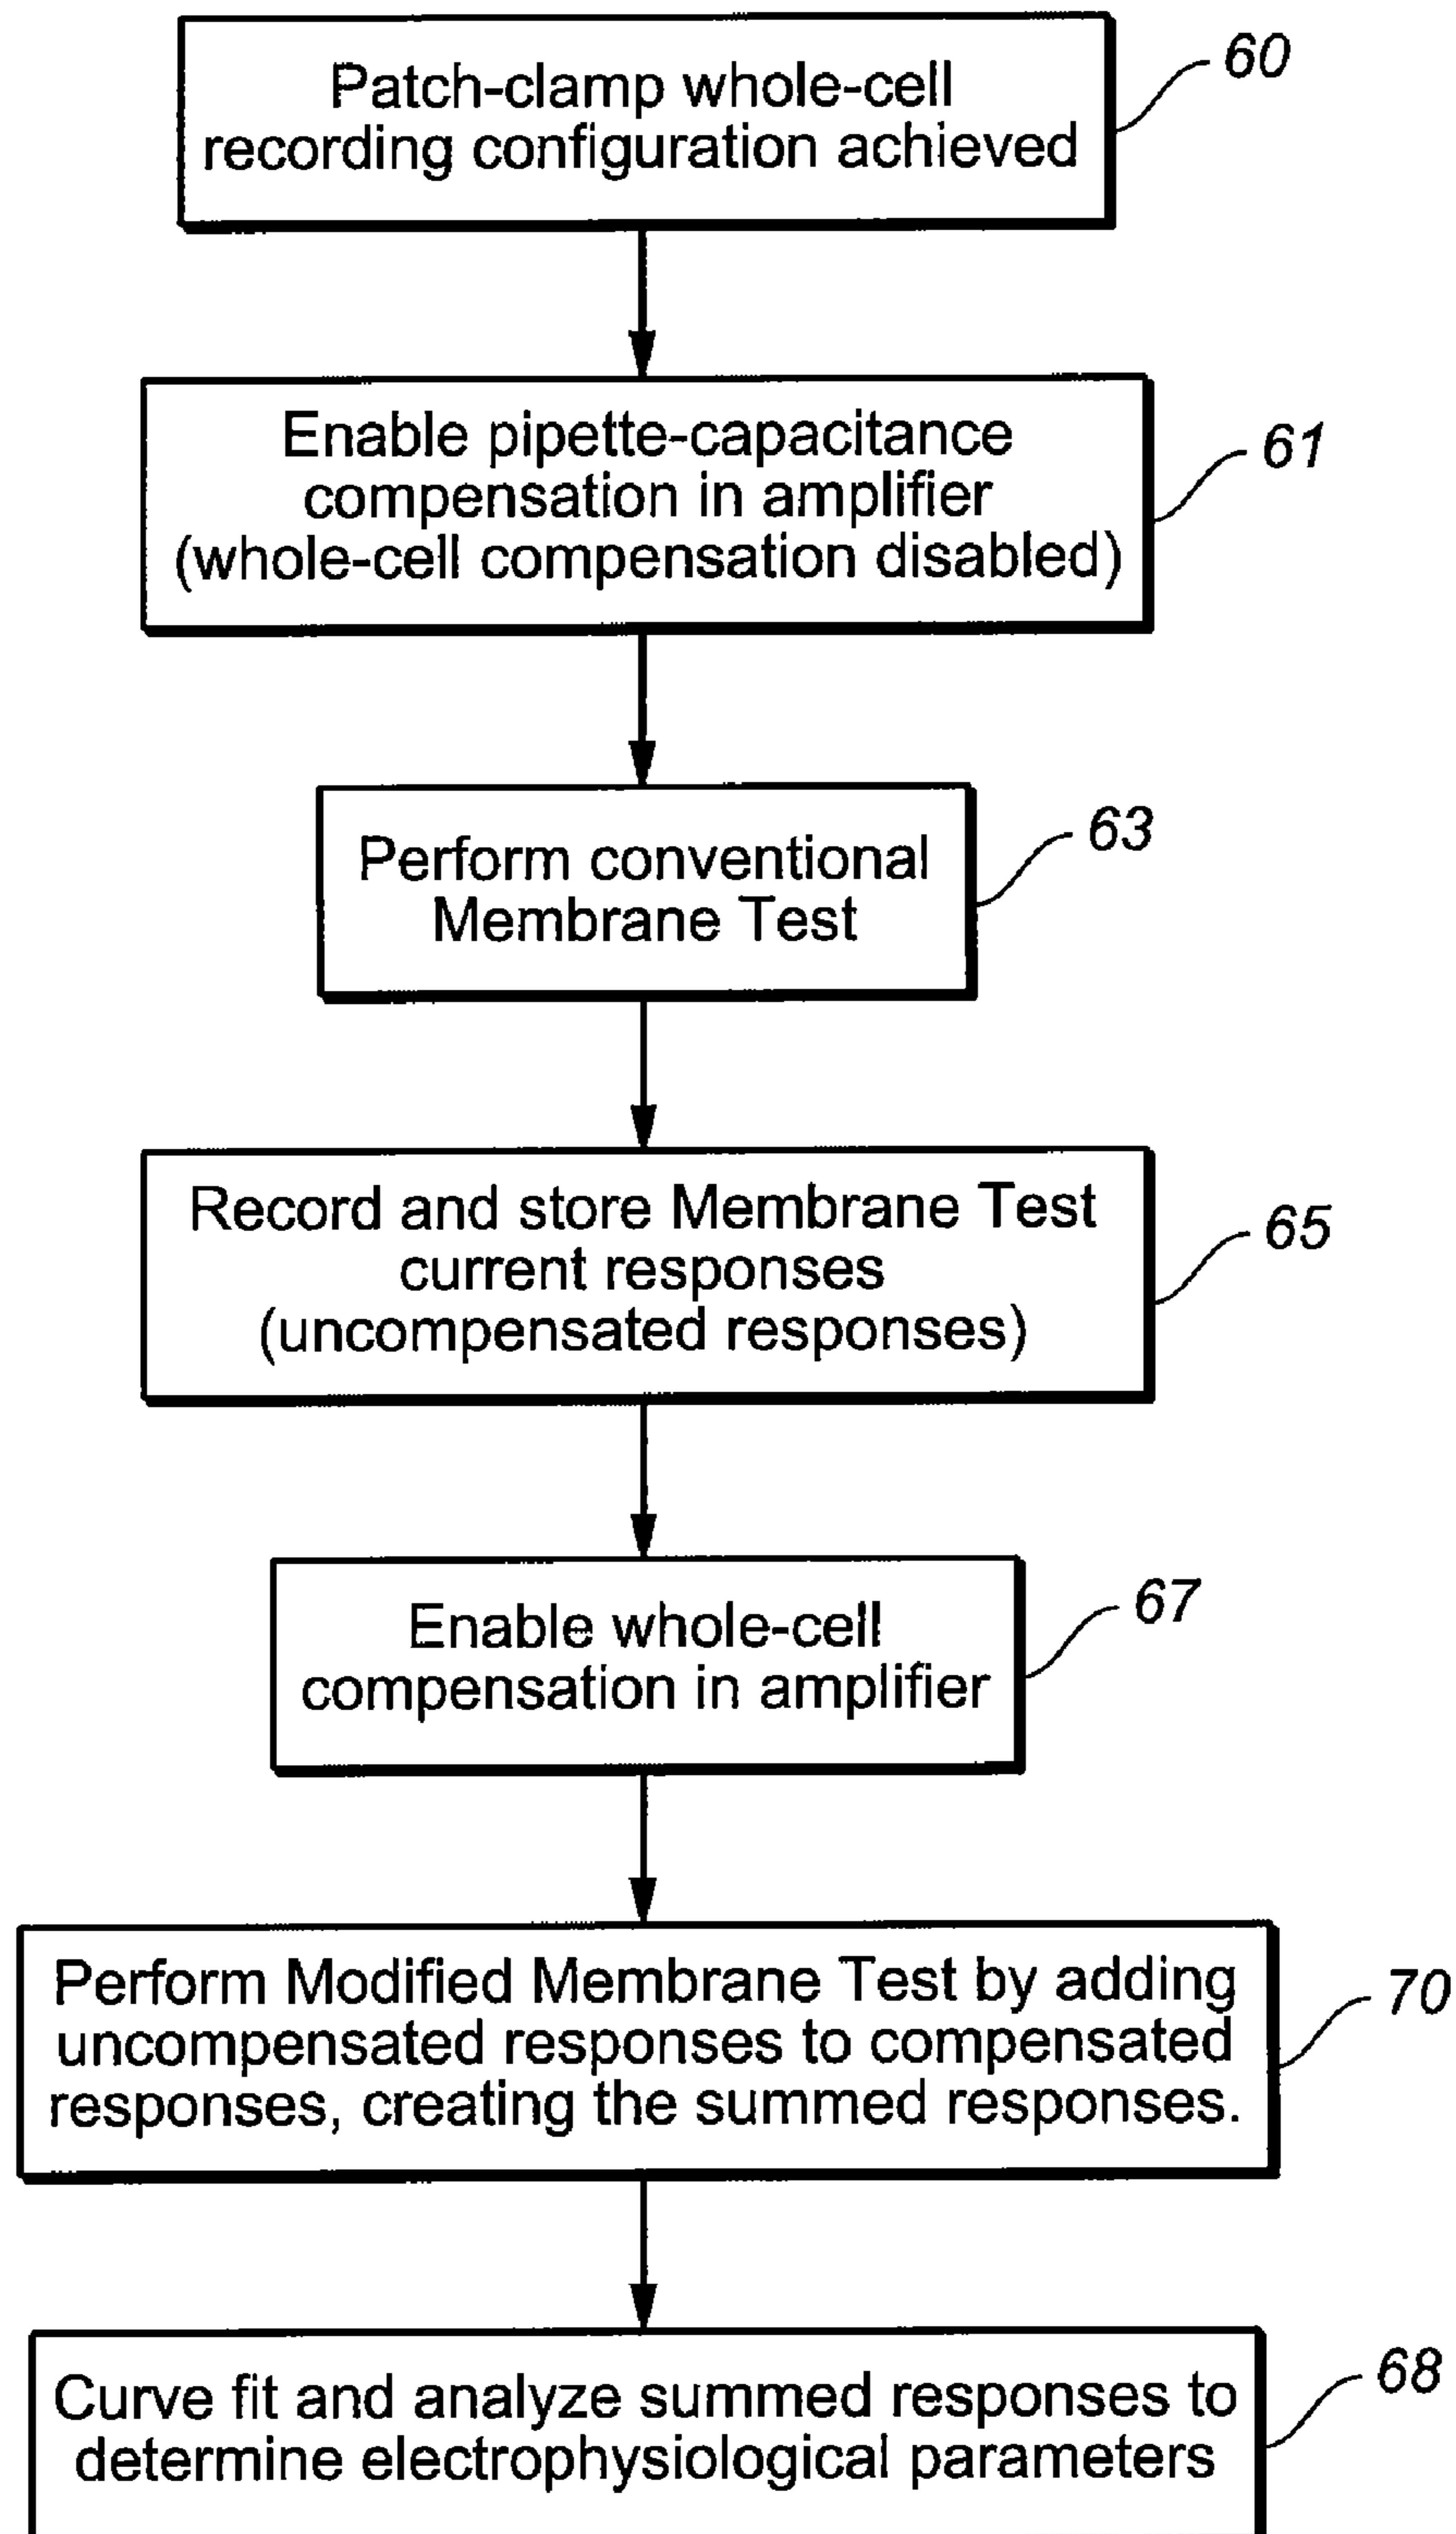 Patch-clamp whole-cell
recording configuration achieved
60
Enable pipette-capacitance
compensation in amplifier
(whole-cell compensation disabled)
61
Perform conventional
Membrane Test
63
Record and store Membrane Test
current responses
(uncompensated responses)
65
Enable whole-cell
compensation in amplifier
67
Perform Modified Membrane Test by adding
uncompensated responses to compensated
responses, creating the summed responses.
70
Curve fit and analyze summed responses to
determine electrophysiological parameters
68